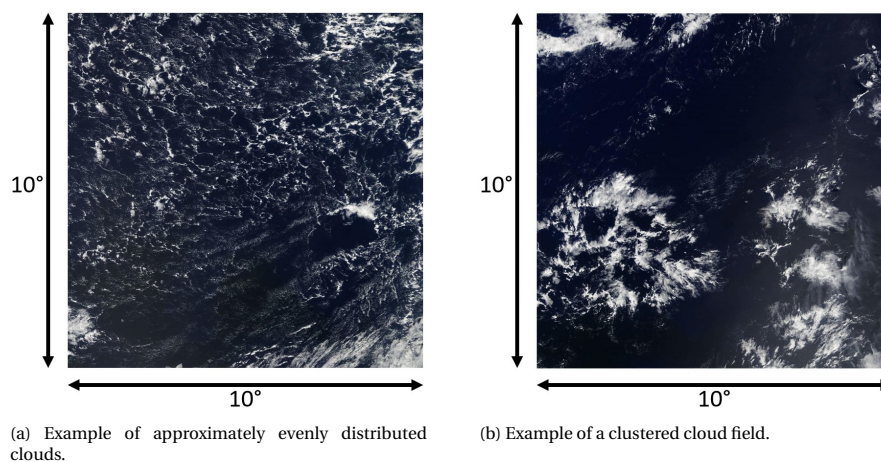 10°
10°
10°
10°
(a) Example of approximately evenly distributed
clouds.
(b) Example of a clustered cloud field.